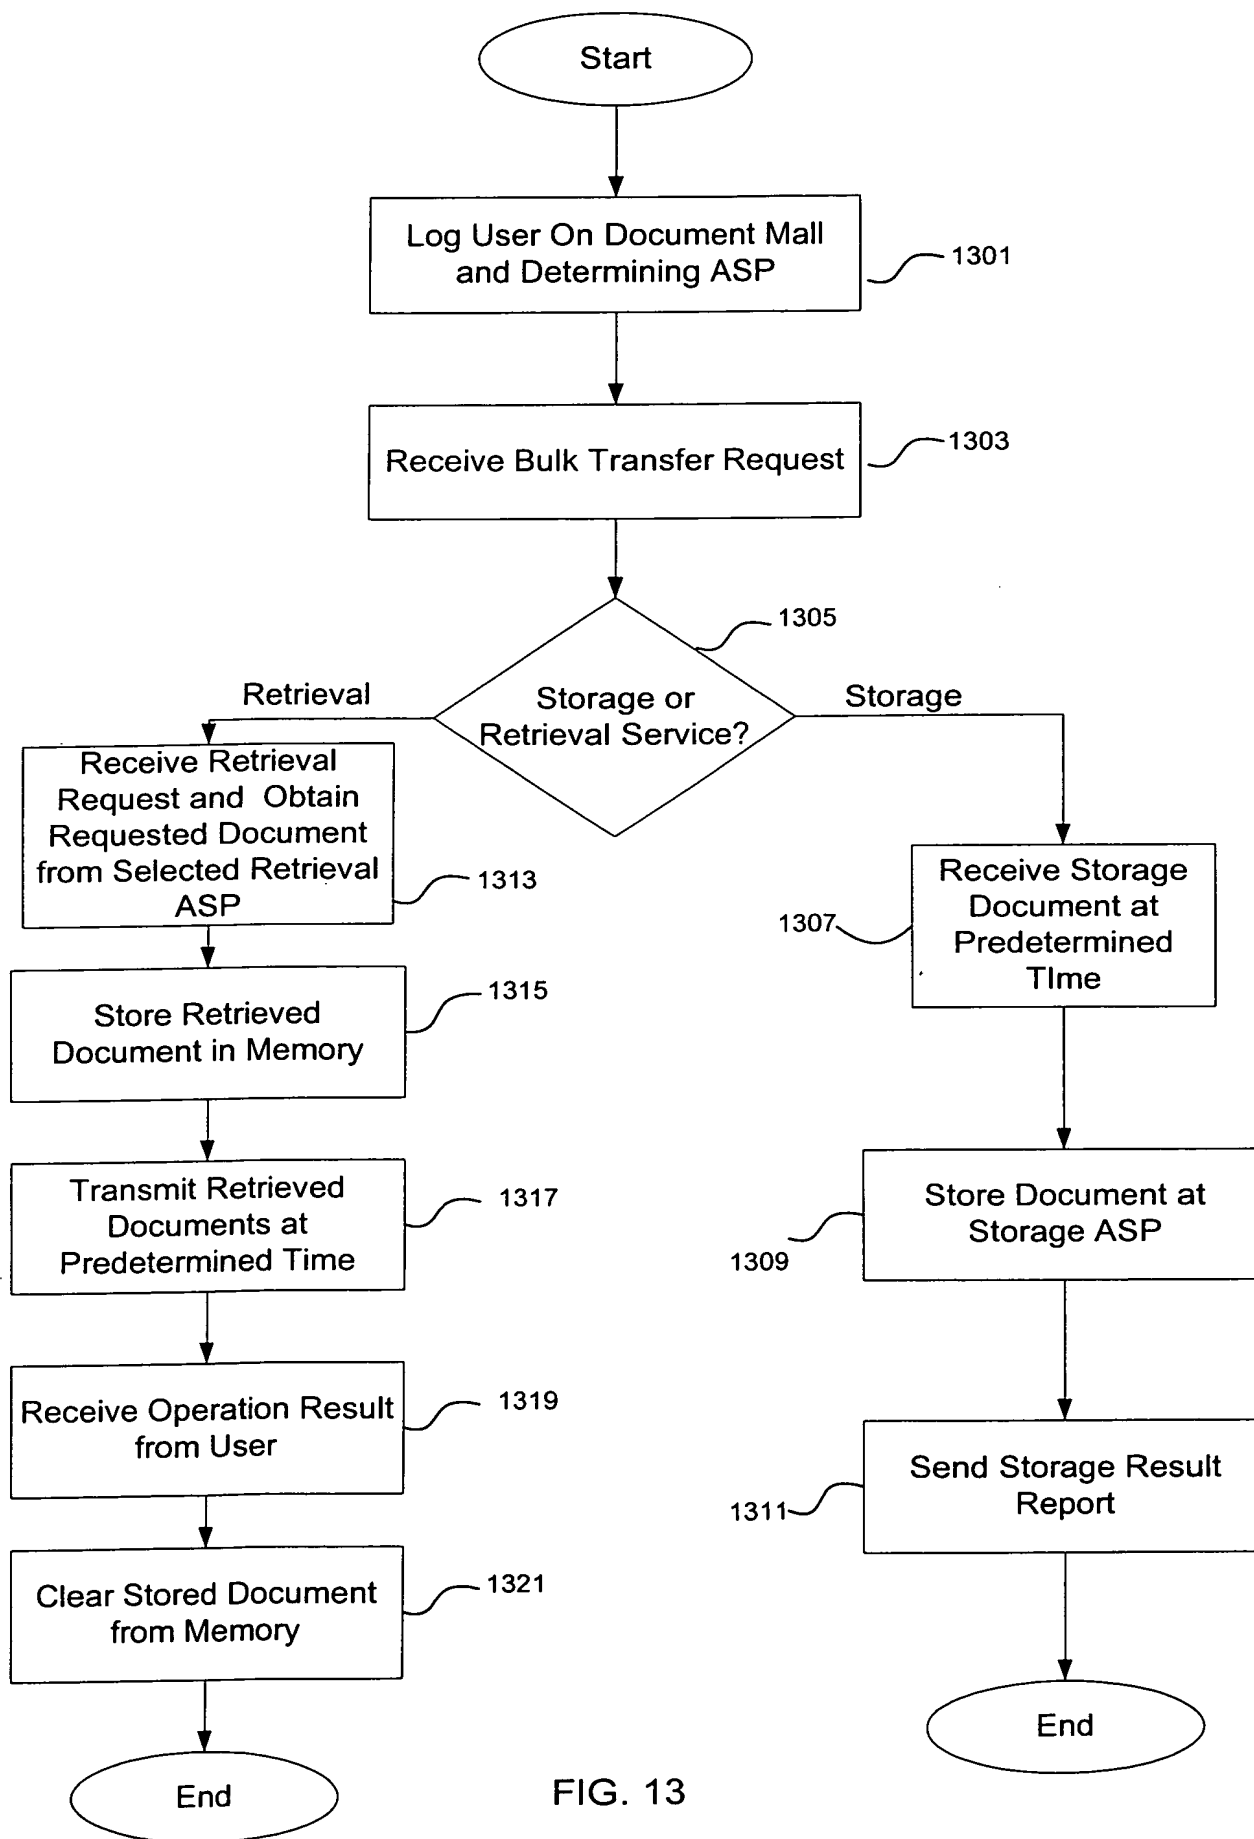 Start
Log User On Document Mall
and Determining ASP
1301
Receive Bulk Transfer Request
1303
1305
Storage or
Retrieval Service?
Retrieval
Storage
Receive Retrieval
Request and Obtain
Requested Document
from Selected Retrieval
ASP
1313
Store Retrieved
Document in Memory
1315
Transmit Retrieved
Documents at
Predetermined Time
1317
Receive Operation Result
from User
1319
Clear Stored Document
from Memory
1321
End
Receive Storage
Document at
Predetermined
TIme
1307
Store Document at
Storage ASP
1309
Send Storage Result
Report
1311
End
FIG. 13